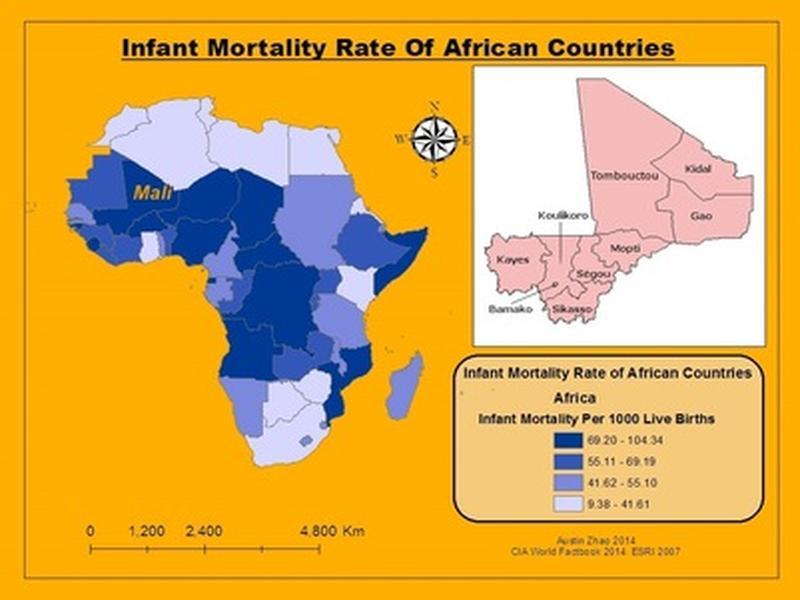 Infant Mortality Rate Of African Countries
N
W E
S
Mali
Tombouctou
Kidal
Gao
Koulikoro
Mopti
Kayes
Ségou
Bamako
Sikasso
Infant Mortality Rate of African Countries
Africa
Infant Mortality Per 1000 Live Births
69.20 - 104.34
55.11 - 69.19
41.62 - 55.10
9.38 - 41.61
0 1,200 2,400 4,800 Km
Austin Zhao 2014
CIA World Factbook 2014. ESRI 2007